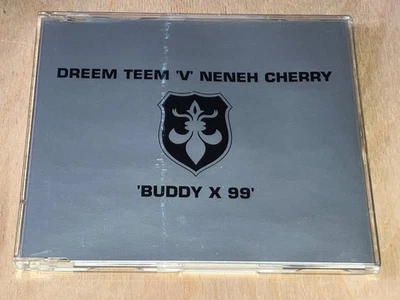 DREEM TEEM 'V' NENEH CHERRY
'BUDDY X 99'